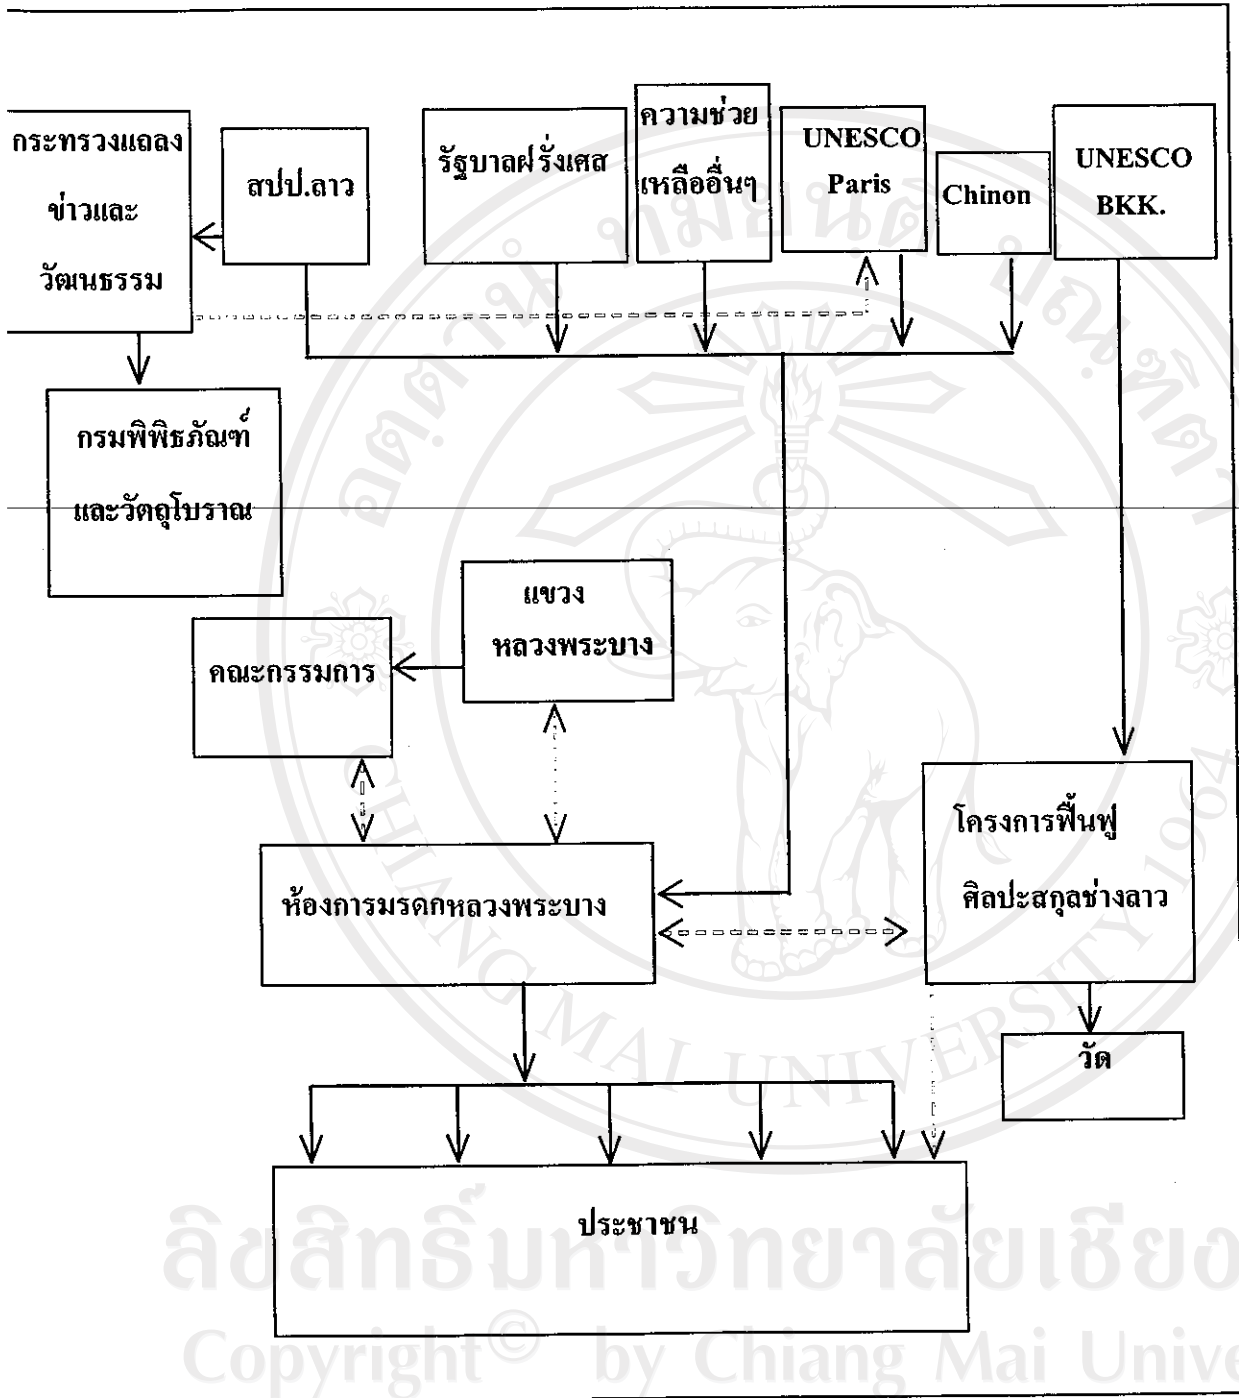 กระทรวงแถลง
ข่าวและ
วัฒนธรรม
สปป.ลาว
รัฐบาลฝรั่งเศส
ความช่วย
เหลืออื่นๆ
UNESCO
Paris
Chinon
UNESCO
BKK.
กรมพิพิธภัณฑ์
และวัตถุโบราณ
แขวง
หลวงพระบาง
คณะกรรมการ
โครงการฟื้นฟู
ศิลปะสกุลช่างลาว
ห้องการมรดกหลวงพระบาง
วัด
ประชาชน
CHIANG MAI UNIVERSITY 1964
ลิขสิทธิ์มหาวิทยาลัยเชียง
Copyright© by Chiang Mai Unive